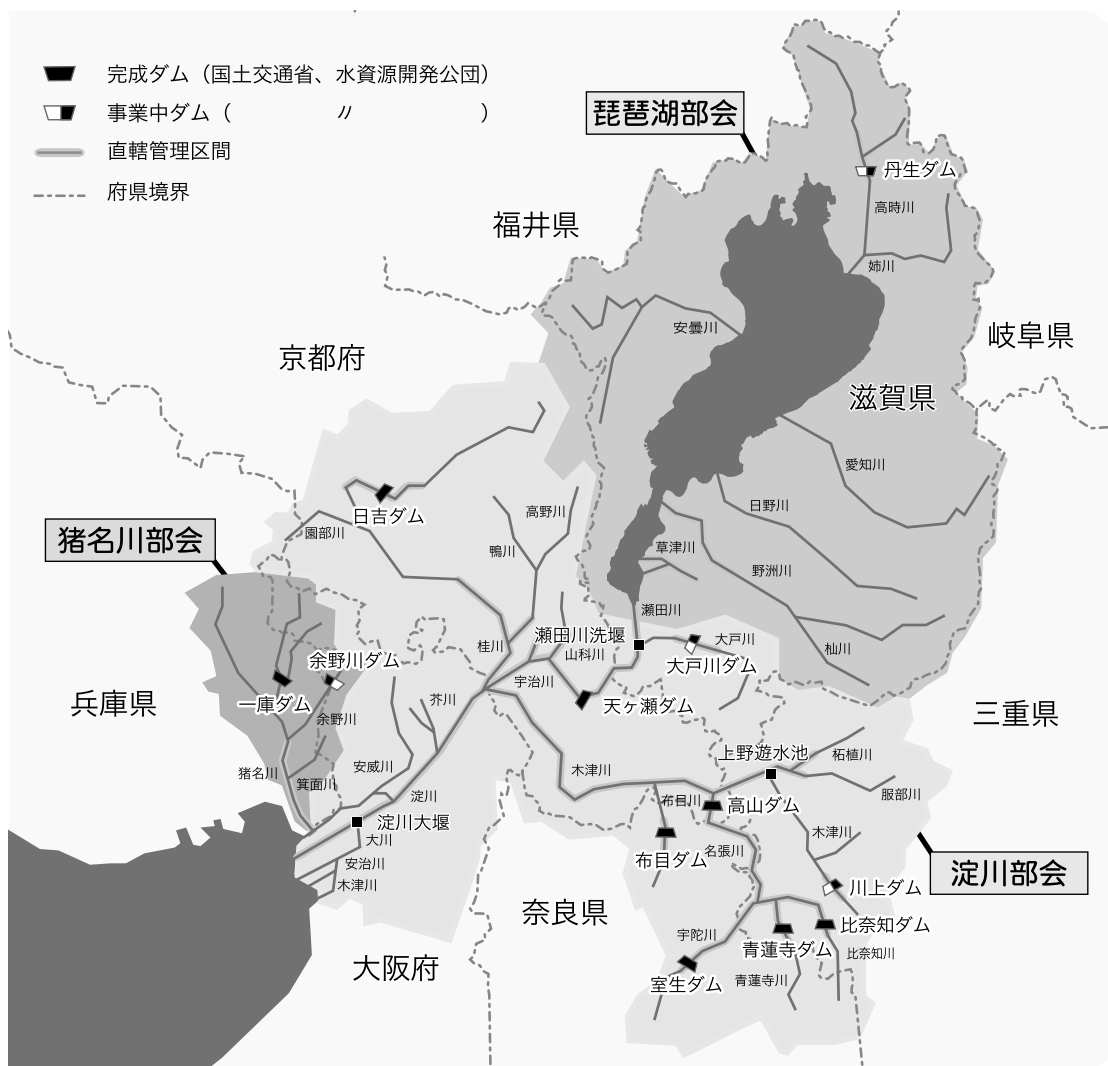 完成ダム（国土交通省、水資源開発公団）
事業中ダム（　　　　　〃　　　　　　）
直轄管理区間
府県境界
琵琶湖部会
丹生ダム
高時川
福井県
姉川
安曇川
岐阜県
京都府
滋賀県
愛知川
日吉ダム
高野川
日野川
猪名川部会
園部川
鴨川
草津川
野洲川
瀬田川
瀬田川洗堰
大戸川
桂川
山科川
杣川
余野川ダム
大戸川ダム
宇治川
一庫ダム
芥川
天ヶ瀬ダム
兵庫県
余野川
三重県
上野遊水池
柘植川
猪名川
箕面川
安威川
木津川
淀川
布目川
高山ダム
服部川
淀川大堰
木津川
大川
布目ダム
名張川
安治川
淀川部会
木津川
川上ダム
奈良県
比奈知ダム
宇陀川
青蓮寺ダム
比奈知川
大阪府
室生ダム
青蓮寺川